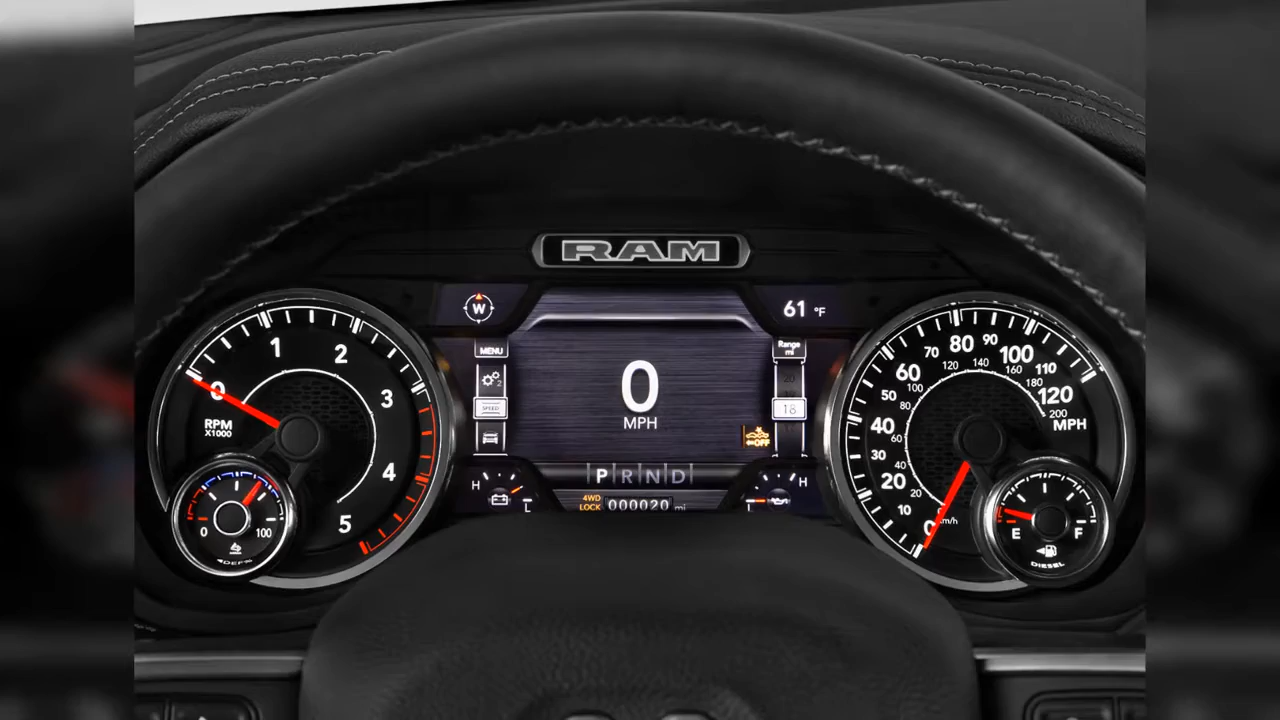 RAM
W
61 °F
MENU
2
SPEED
Range
mi
20
18
0
MPH
OFF
P R N D
H
L
4WD
LOCK
000020 mi
H
L
0
1
2
3
4
5
RPM
X1000
0
100
DEF%
0
10
20
30
40
50
60
70
80
90
100
110
120
MPH
20
40
60
80
120
140
160
180
200
km/h
E
F
DIESEL